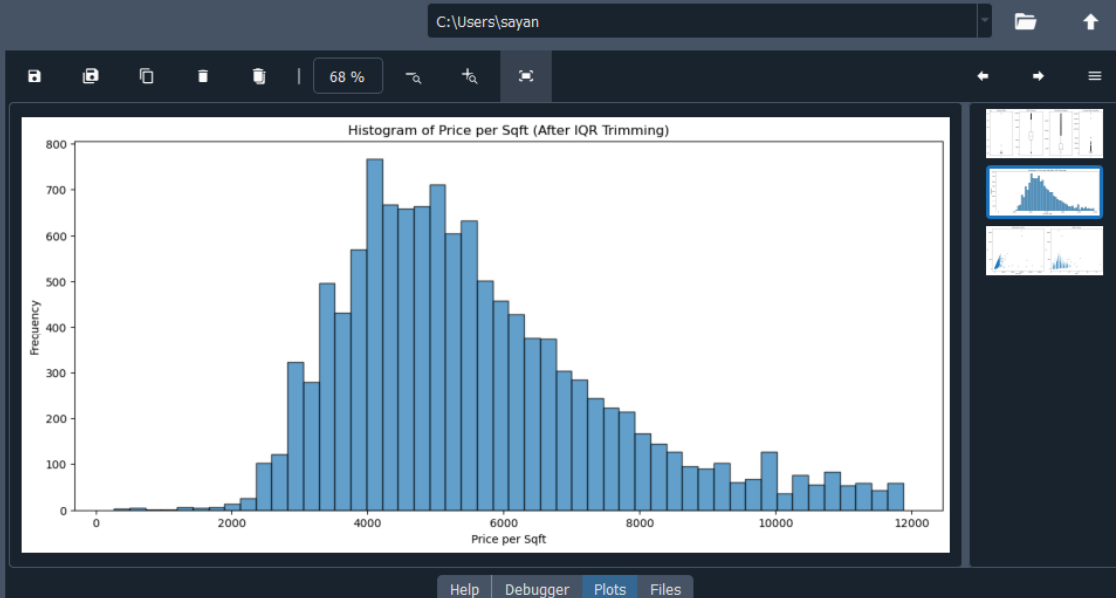 C:\Users\sayan
68 %
Histogram of Price per Sqft (After IQR Trimming)
800
700
600
500
400
300
200
100
0
Frequency
0 2000 4000 6000 8000 10000 12000
Price per Sqft
Help Debugger Plots Files